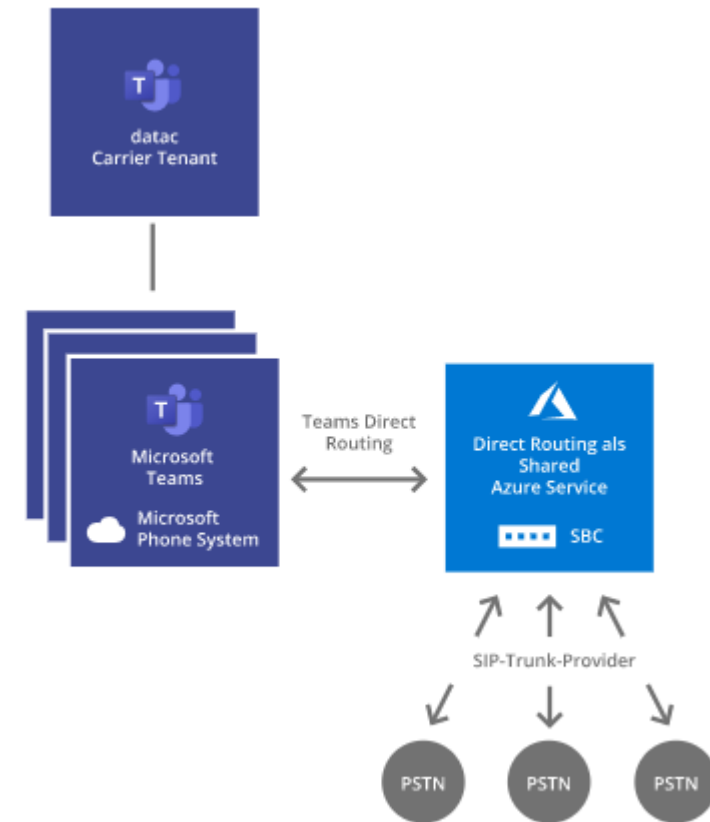 T
datac
Carrier Tenant
T
Microsoft
Teams
Microsoft
Phone System
Teams Direct
Routing
Direct Routing als
Shared
Azure Service
SBC
SIP-Trunk-Provider
PSTN
PSTN
PSTN